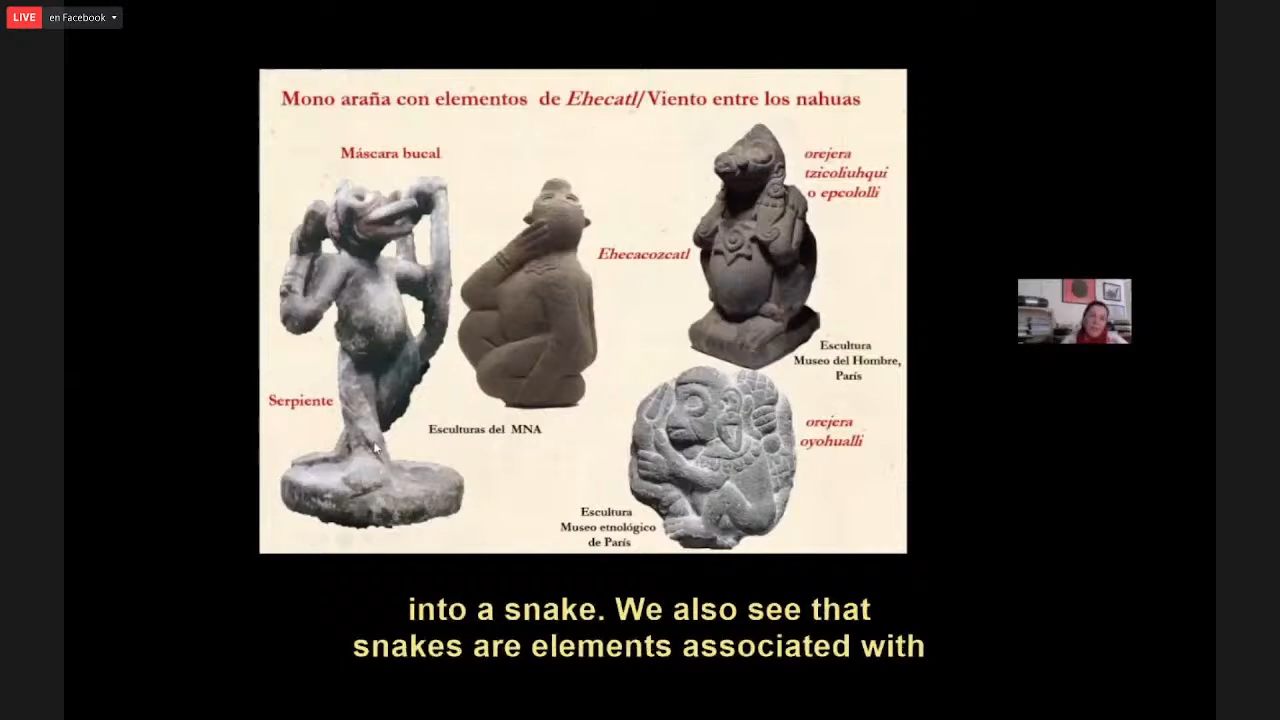 LIVE en Facebook
Mono araña con elementos de Ehecatl/Viento entre los nahuas
Máscara bucal
orejera
tzicoliuhqui
o epcololli
Ehecacozcatl
Serpiente
Esculturas del MNA
Escultura
Museo del Hombre,
París
orejera
oyohualli
Escultura
Museo etnológico
de París
into a snake. We also see that
snakes are elements associated with